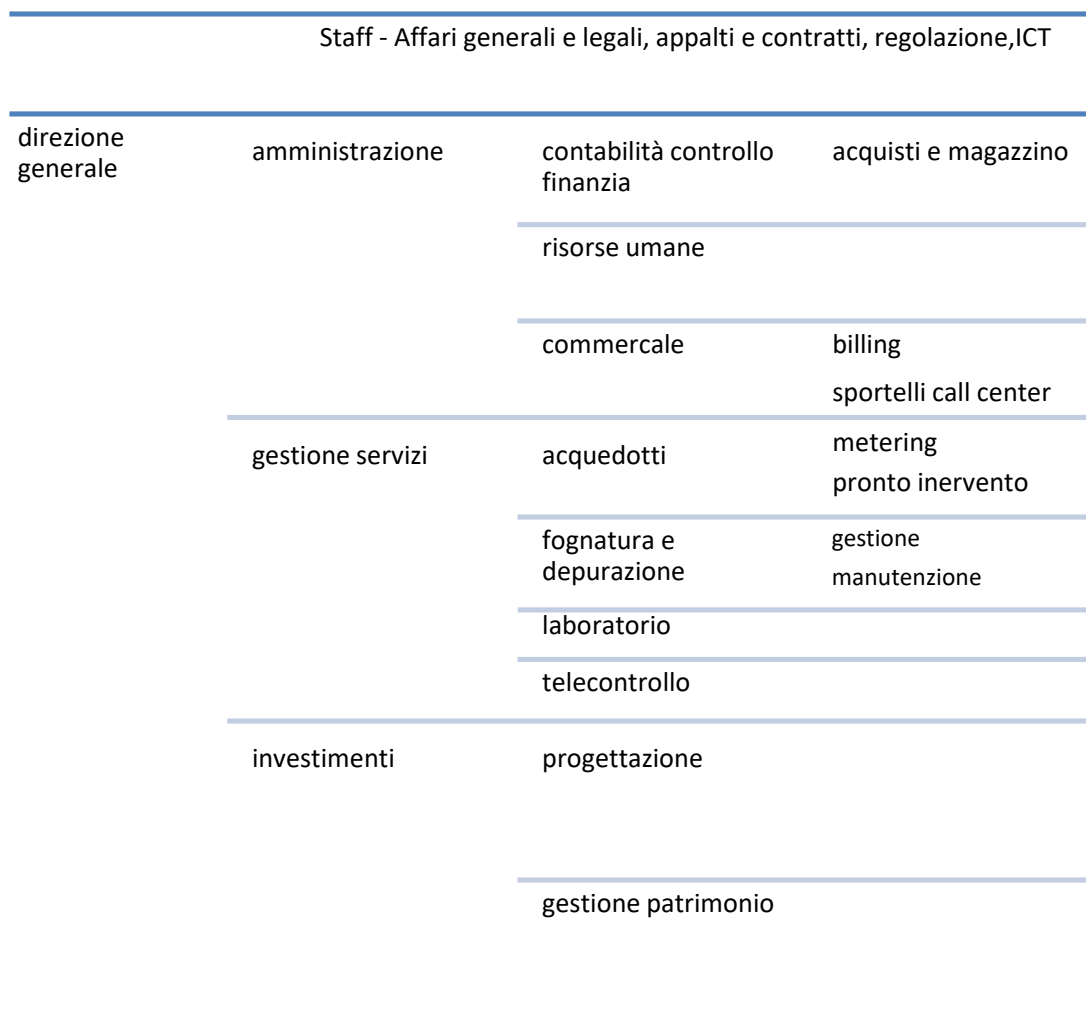 Staff - Affari generali e legali, appalti e contratti, regolazione,ICT
direzione
generale
amministrazione
contabilità controllo
finanzia
acquisti e magazzino
risorse umane
commercale
billing
sportelli call center
gestione servizi
acquedotti
metering
pronto inervento
fognatura e
depurazione
gestione
manutenzione
laboratorio
telecontrollo
investimenti
progettazione
gestione patrimonio